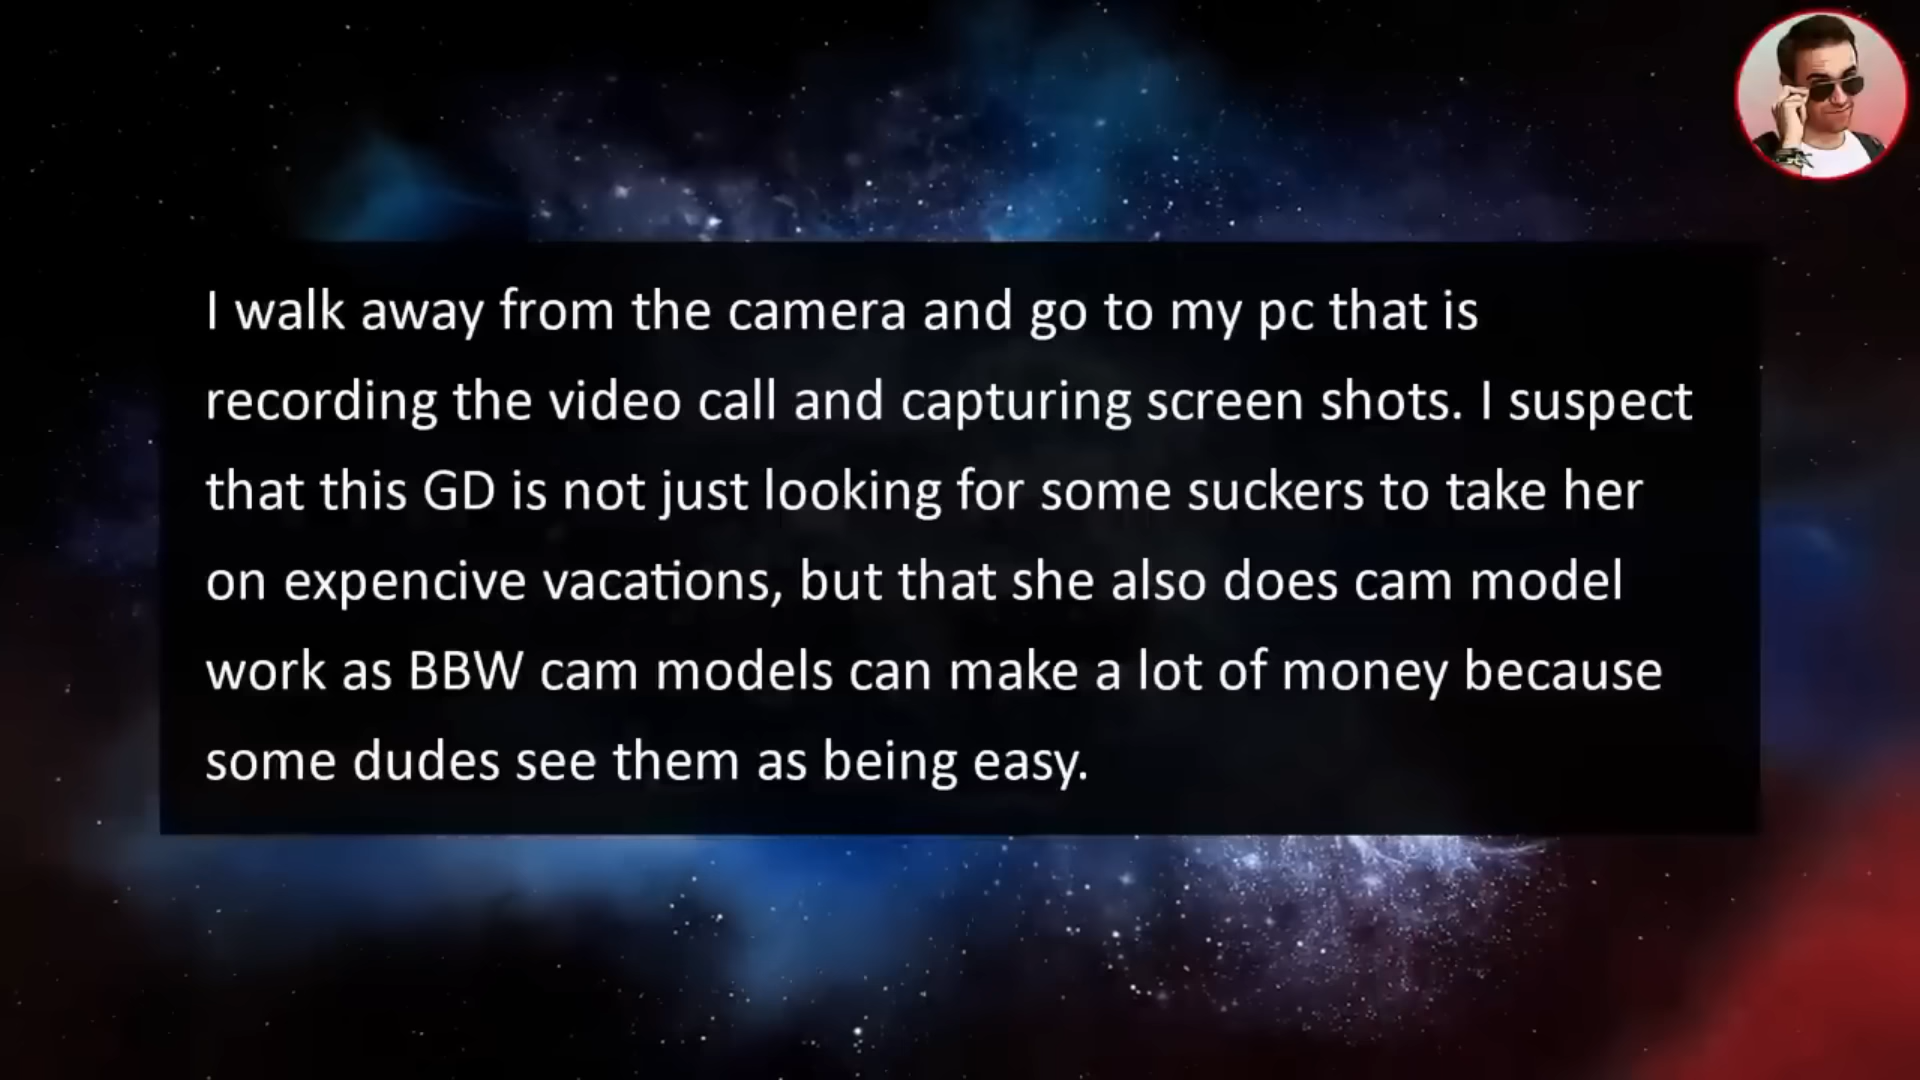 I walk away from the camera and go to my pc that is
recording the video call and capturing screen shots. I suspect
that this GD is not just looking for some suckers to take her
on expencive vacations, but that she also does cam model
work as BBW cam models can make a lot of money because
some dudes see them as being easy.